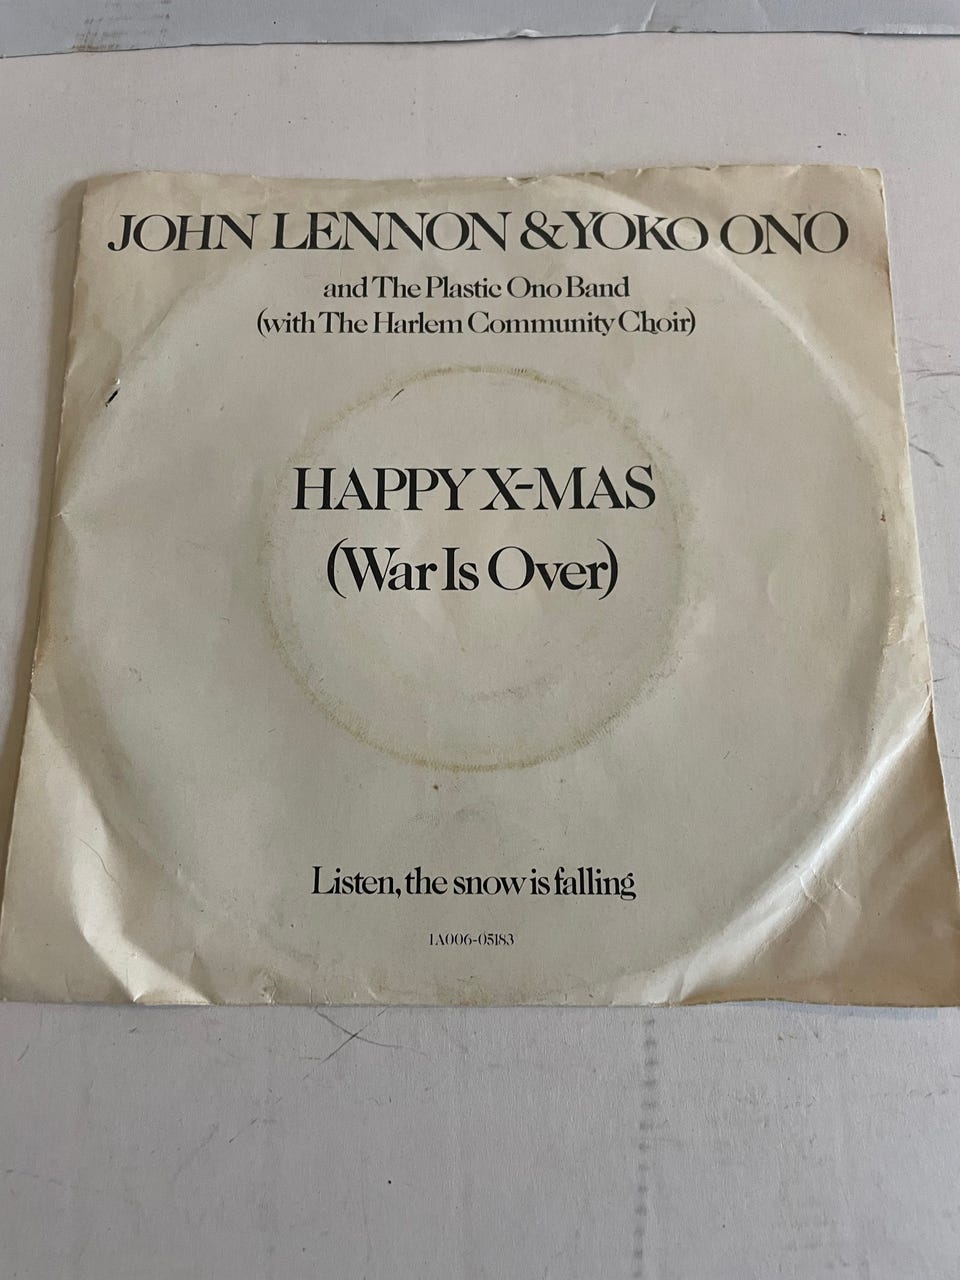 JOHN LENNON & YOKO ONO
and The Plastic Ono Band
(with The Harlem Community Choir)
HAPPY X-MAS
(War Is Over)
Listen, the snow is falling
1A006-05183